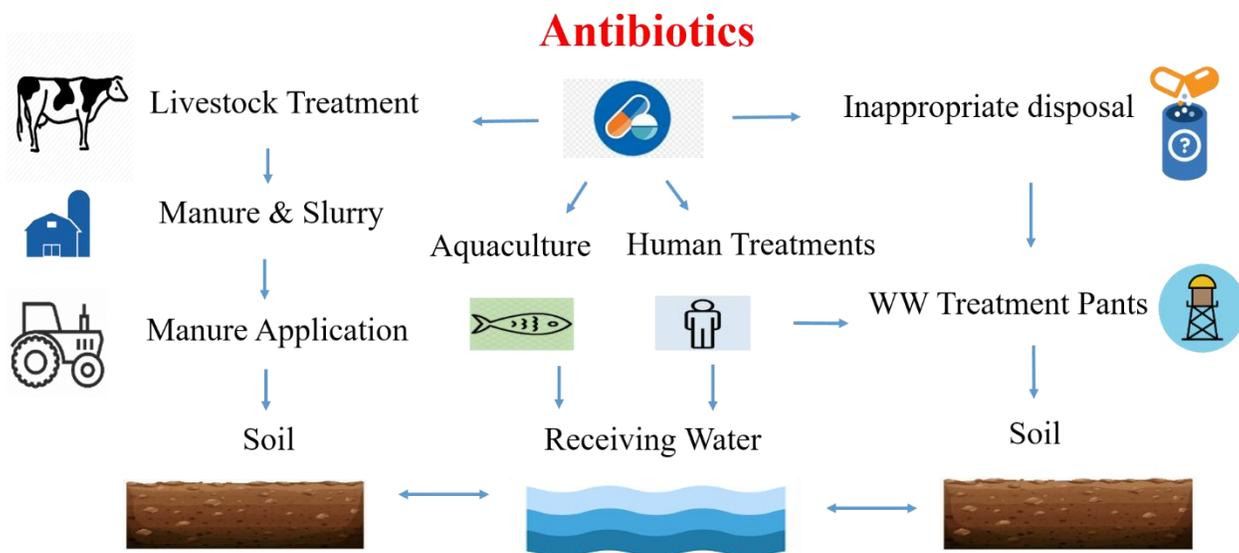 Antibiotics
Livestock Treatment
Inappropriate disposal
?
Manure & Slurry
Aquaculture
Human Treatments
WW Treatment Pants
Manure Application
Soil
Receiving Water
Soil